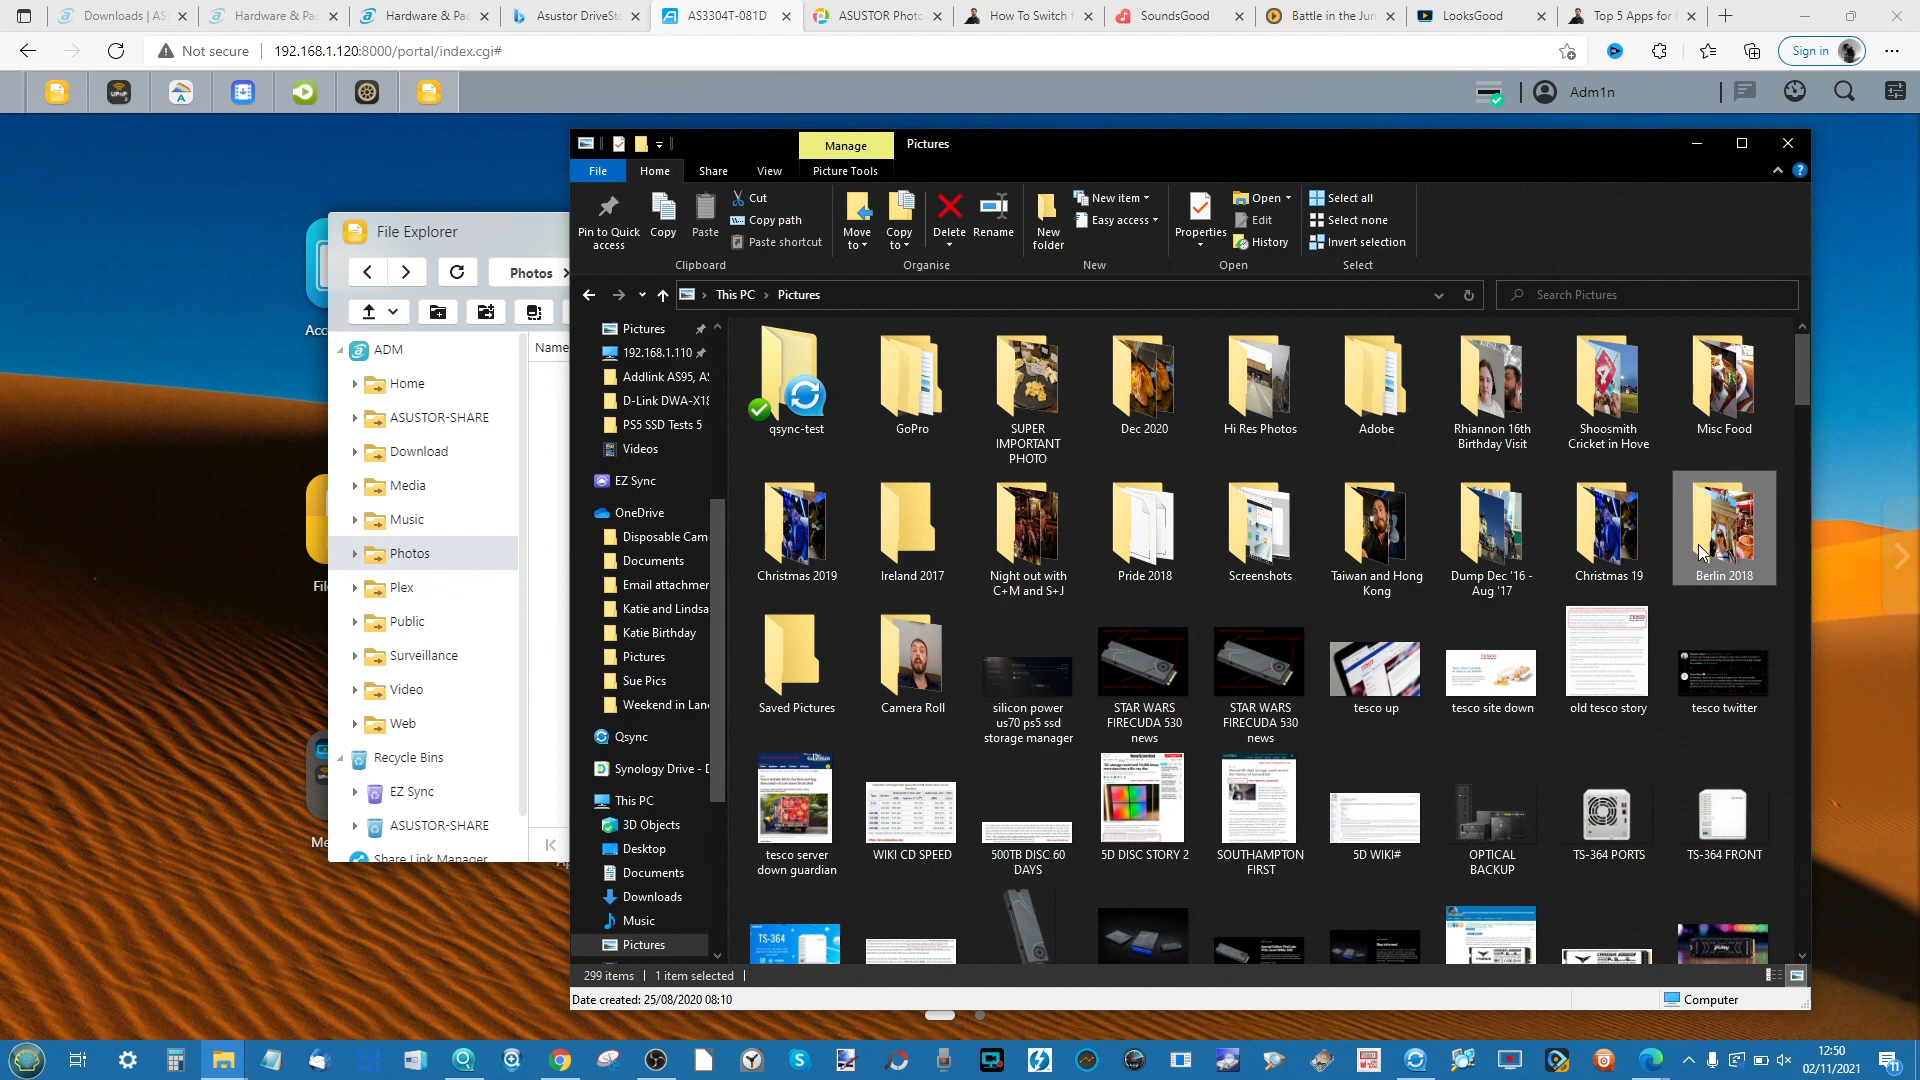 Downloads | AS
Hardware & Pac
Hardware & Pac
Asustor DriveSt
AS3304T-081D
ASUSTOR Photo
How To Switch f
SoundsGood
Battle in the Jun
LooksGood
Top 5 Apps for
Not secure
192.168.1.120:8000/portal/index.cgi#
Sign in
UPnP
Adm1n
Manage
Pictures
File
Home
Share
View
Picture Tools
Pin to Quick
access
Copy
Paste
Cut
Copy path
Paste shortcut
Move
to
Copy
to
Delete
Rename
New
folder
New item
Easy access
Properties
Open
Edit
History
Select all
Select none
Invert selection
Clipboard
Organise
New
Open
Select
This PC
Pictures
Search Pictures
File Explorer
Photos
Name
ADM
Home
ASUSTOR-SHARE
Download
Media
Music
Photos
Plex
Public
Surveillance
Video
Web
Recycle Bins
EZ Sync
ASUSTOR-SHARE
Share Link Manager
Acc
Fil
Me
Pictures
192.168.1.110
Addlink AS95, AS
D-Link DWA-X18
PS5 SSD Tests 5
Videos
EZ Sync
OneDrive
Disposable Cam
Documents
Email attachmer
Katie and Lindsa
Katie Birthday
Pictures
Sue Pics
Weekend in Lan
Qsync
Synology Drive - D
This PC
3D Objects
Desktop
Documents
Downloads
Music
Pictures
qsync-test
GoPro
SUPER
IMPORTANT
PHOTO
Dec 2020
Hi Res Photos
Adobe
Rhiannon 16th
Birthday Visit
Shoosmith
Cricket in Hove
Misc Food
Christmas 2019
Ireland 2017
Night out with
C+M and S+J
Pride 2018
Screenshots
Taiwan and Hong
Kong
Dump Dec '16 -
Aug '17
Christmas 19
Berlin 2018
Saved Pictures
Camera Roll
silicon power
us70 ps5 ssd
storage manager
STAR WARS
FIRECUDA 530
news
STAR WARS
FIRECUDA 530
news
tesco up
tesco site down
old tesco story
tesco twitter
tesco server
down guardian
WIKI CD SPEED
500TB DISC 60
DAYS
5D DISC STORY 2
SOUTHAMPTON
FIRST
5D WIKI#
OPTICAL
BACKUP
TS-364 PORTS
TS-364 FRONT
TS-364
299 items
1 item selected
Date created: 25/08/2020 08:10
Computer
12:50
02/11/2021
11